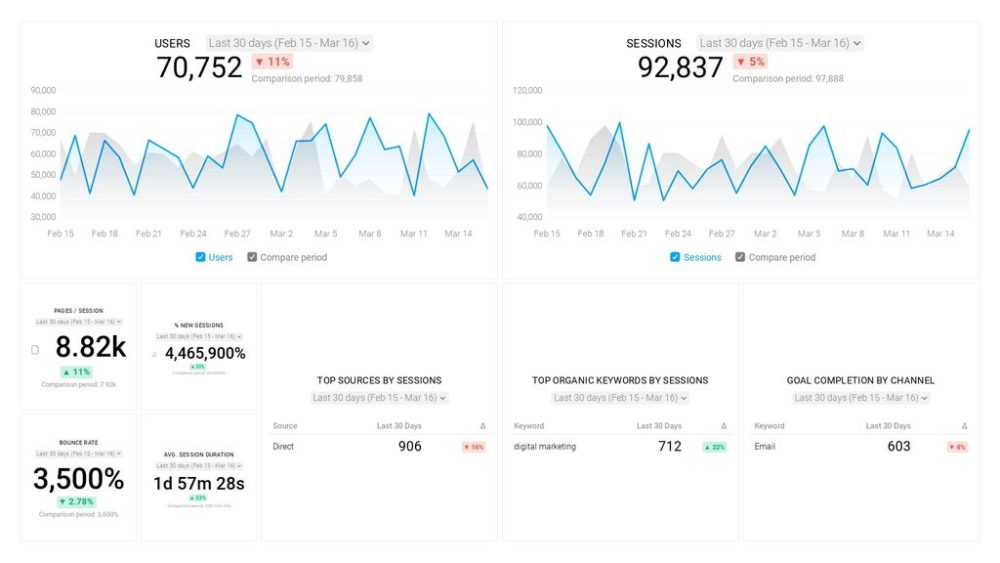 USERS Last 30 days (Feb 15 - Mar 16)
70,752 ▼ 11%
Comparison period: 79,858
90,000
80,000
70,000
60,000
50,000
40,000
30,000
Feb 15 Feb 18 Feb 21 Feb 24 Feb 27 Mar 2 Mar 5 Mar 8 Mar 11 Mar 14
Users Compare period
SESSIONS Last 30 days (Feb 15 - Mar 16)
92,837 ▼ 5%
Comparison period: 97,888
120,000
100,000
80,000
60,000
40,000
Feb 15 Feb 18 Feb 21 Feb 24 Feb 27 Mar 2 Mar 5 Mar 8 Mar 11 Mar 14
Sessions Compare period
PAGES / SESSION
Last 30 days (Feb 15 - Mar 16)
8.82k
▲ 11%
Comparison period: 7.92k
% NEW SESSIONS
Last 30 days (Feb 15 - Mar 16)
4,465,900%
BOUNCE RATE
Last 30 days (Feb 15 - Mar 16)
3,500%
▼ 2.78%
Comparison period: 3,600%
AVG. SESSION DURATION
Last 30 days (Feb 15 - Mar 16)
1d 57m 28s
▲ 23%
TOP SOURCES BY SESSIONS
Last 30 days (Feb 15 - Mar 16)
Source Last 30 Days Δ
Direct 906 ▼ 16%
TOP ORGANIC KEYWORDS BY SESSIONS
Last 30 days (Feb 15 - Mar 16)
Keyword Last 30 Days Δ
digital marketing 712 ▲ 22%
GOAL COMPLETION BY CHANNEL
Last 30 days (Feb 15 - Mar 16)
Keyword Last 30 Days Δ
Email 603 ▼ 8%